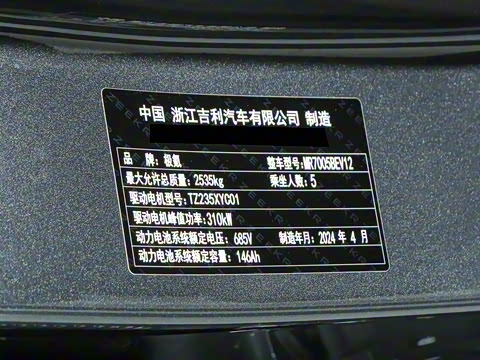 中国 浙江吉利汽车有限公司 制造
品 牌: 极氪 整车型号: MR7005BEV12
最大允许总质量: 2535kg 乘坐人数: 5
驱动电机型号: TZ235XYC01
驱动电机峰值功率: 310kW
动力电池系统额定电压: 685V 制造年月: 2024 年 4 月
动力电池系统额定容量: 146Ah